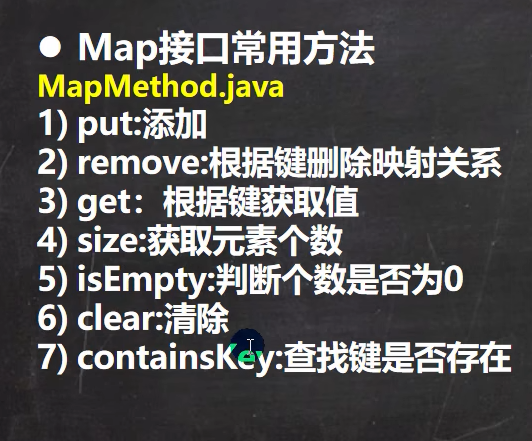 ● Map接口常用方法
MapMethod.java
1) put:添加
2) remove:根据键删除映射关系
3) get：根据键获取值
4) size:获取元素个数
5) isEmpty:判断个数是否为0
6) clear:清除
7) containsKey:查找键是否存在